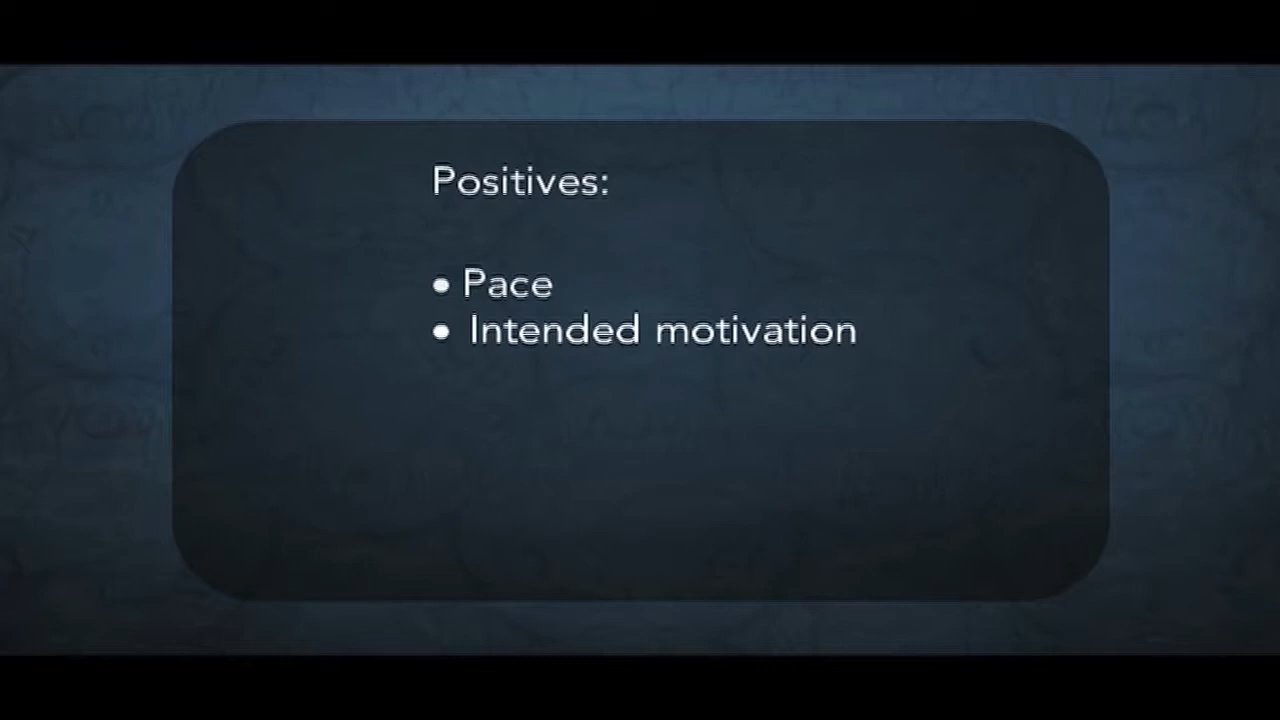 Positives:
• Pace
• Intended motivation